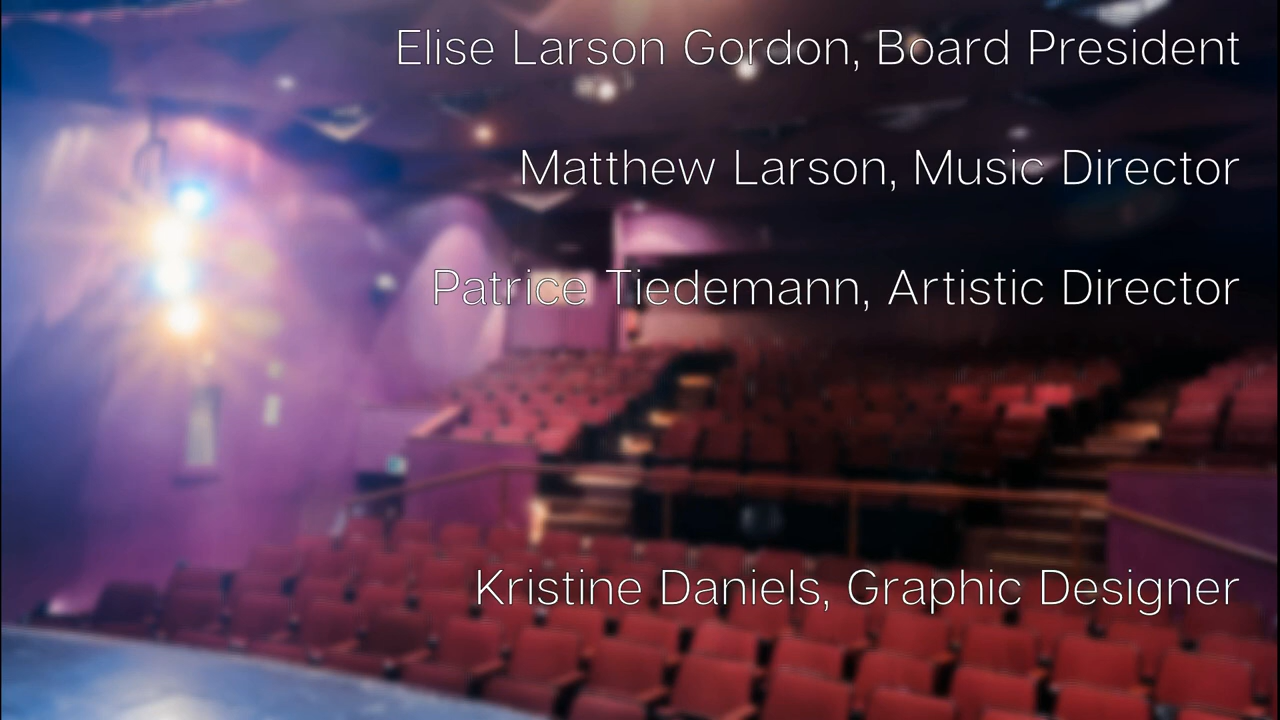 Elise Larson Gordon, Board President
Matthew Larson, Music Director
Patrice Tiedemann, Artistic Director
Kristine Daniels, Graphic Designer